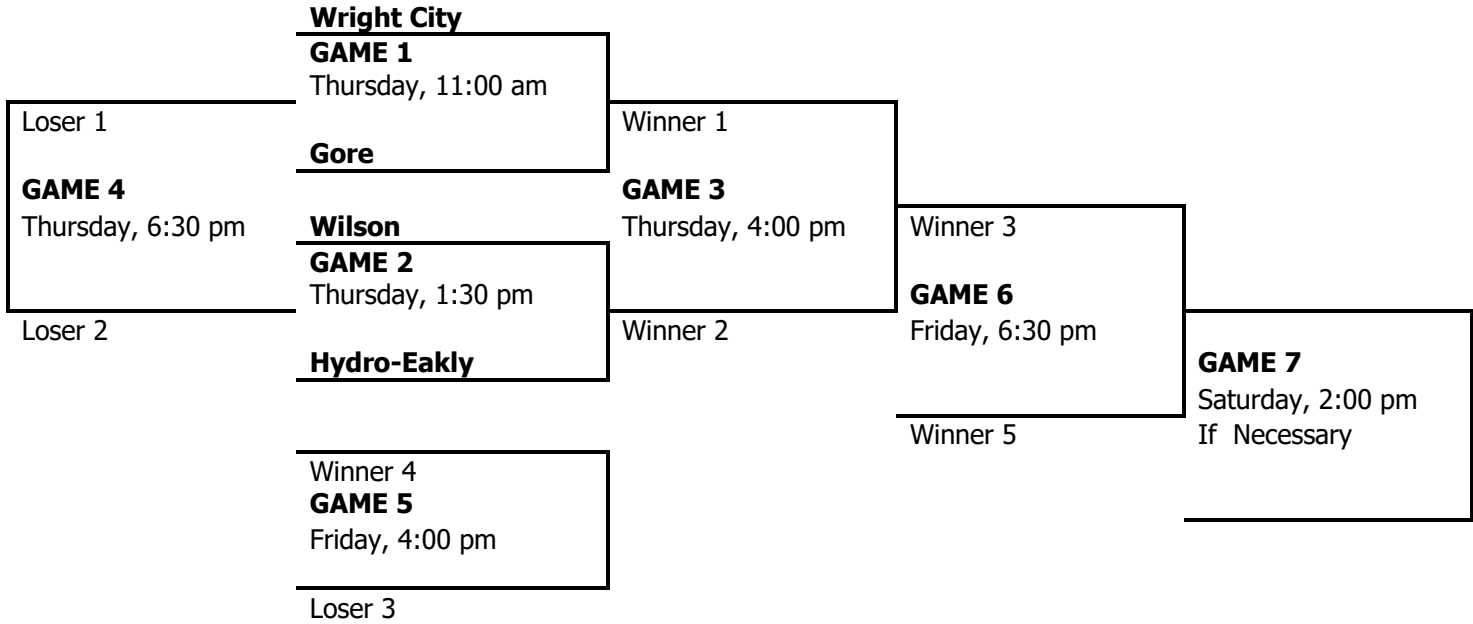 Wright City
GAME 1
Thursday, 11:00 am
Loser 1
Winner 1
Gore
GAME 4
GAME 3
Thursday, 6:30 pm
Wilson
Thursday, 4:00 pm
Winner 3
GAME 2
Thursday, 1:30 pm
GAME 6
Loser 2
Winner 2
Friday, 6:30 pm
Hydro-Eakly
GAME 7
Saturday, 2:00 pm
Winner 5
If Necessary
Winner 4
GAME 5
Friday, 4:00 pm
Loser 3